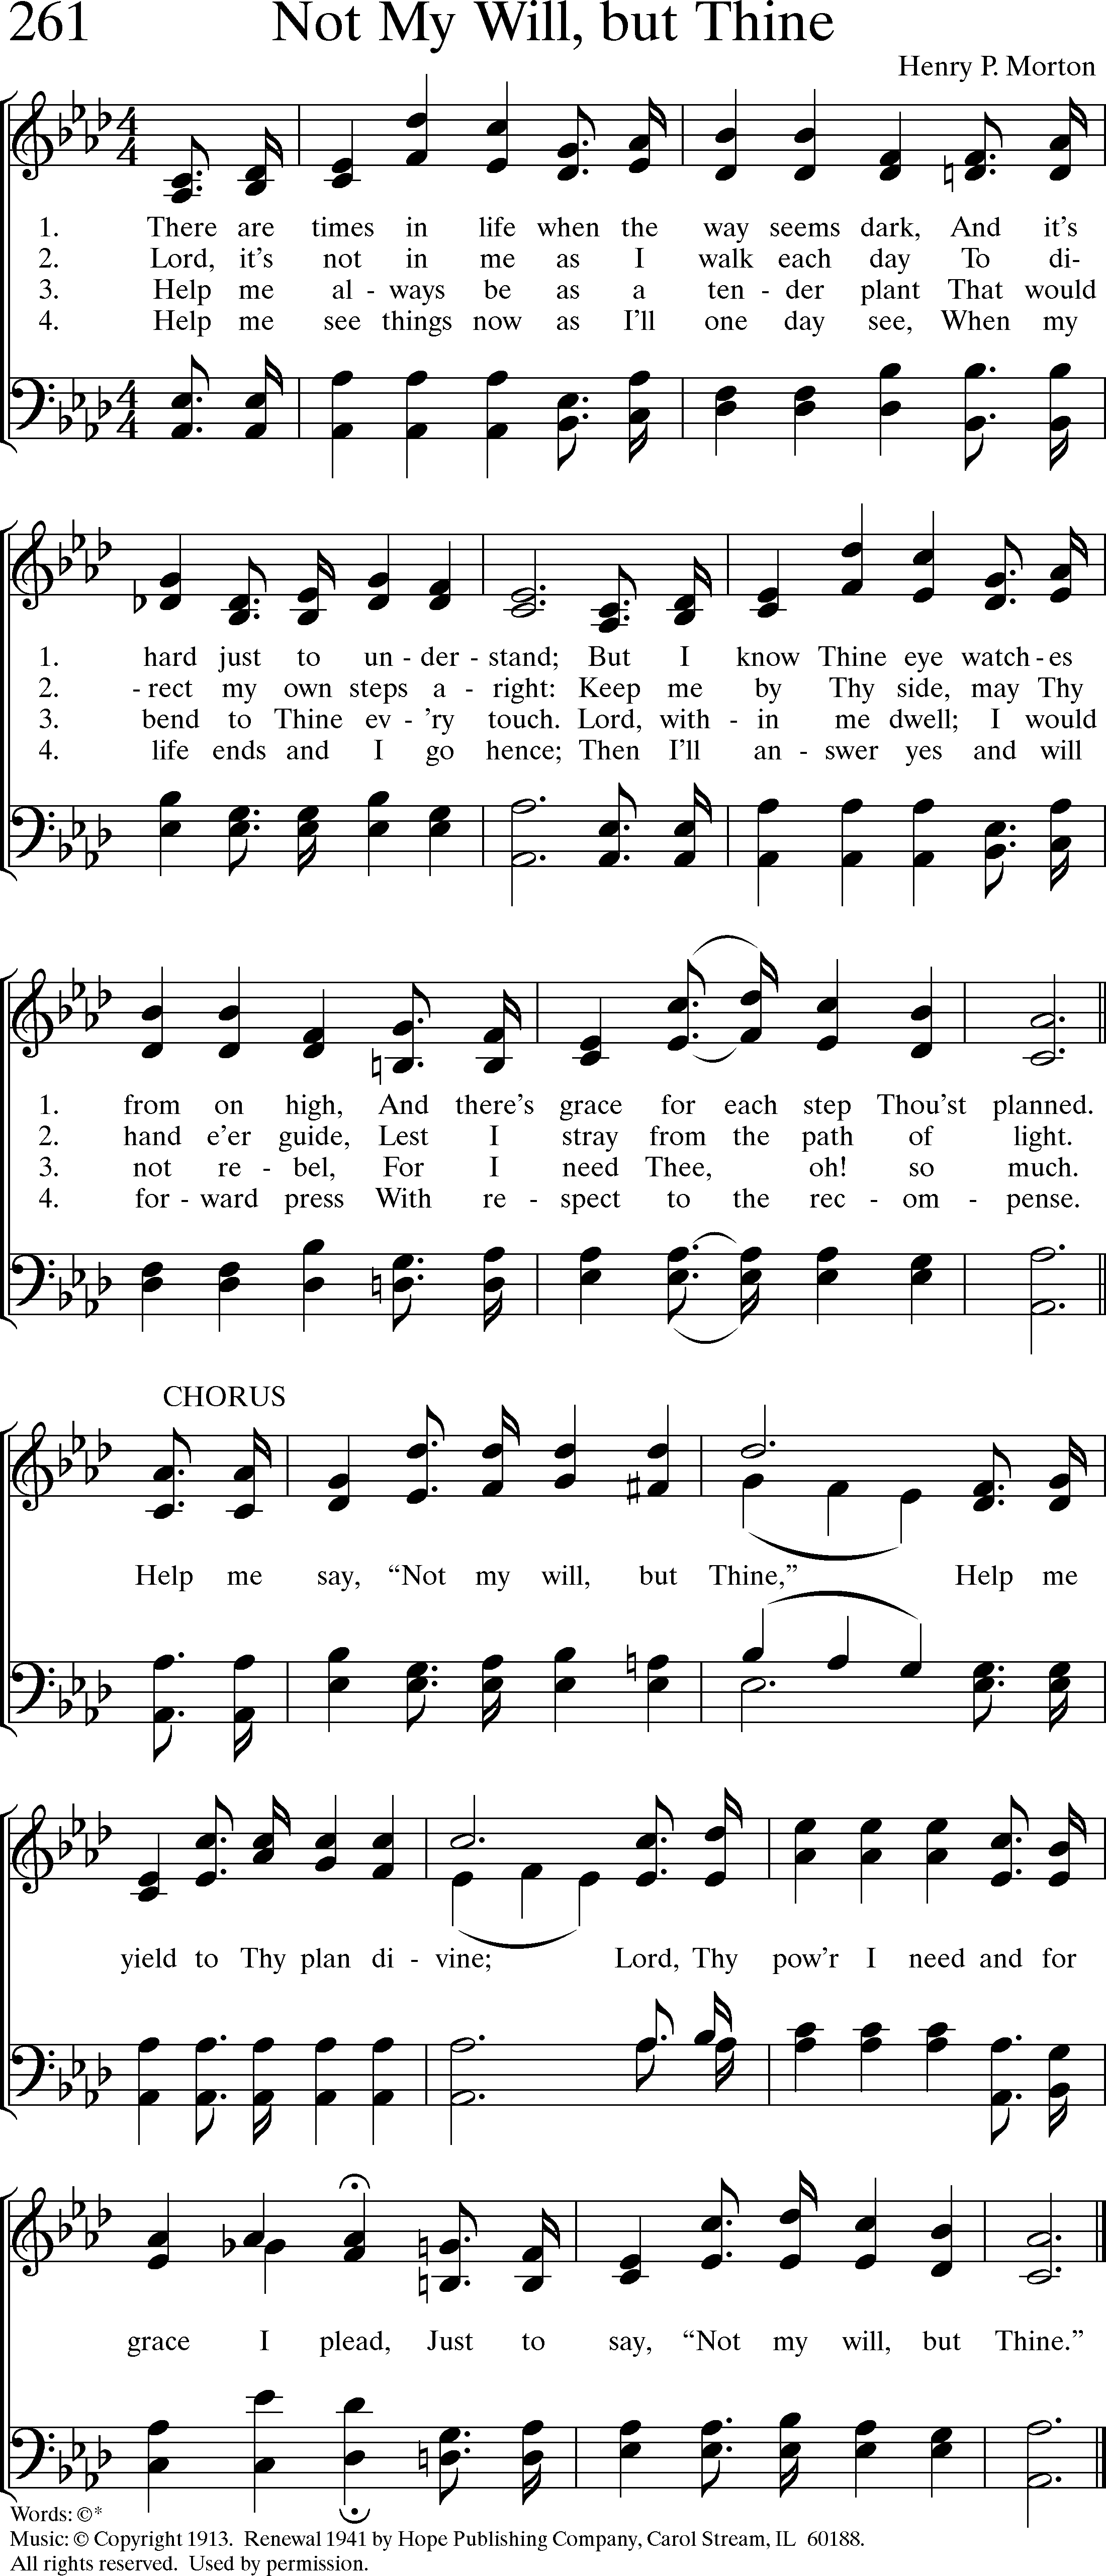 261 Not My Will, but Thine
Henry P. Morton
1. There are times in life when the way seems dark, And it's
2. Lord, it's not in me as I walk each day To di-
3. Help me al - ways be as a ten - der plant That would
4. Help me see things now as I'll one day see, When my
1. hard just to un - der - stand; But I know Thine eye watch - es
2. - rect my own steps a - right: Keep me by Thy side, may Thy
3. bend to Thine ev - 'ry touch. Lord, with - in me dwell; I would
4. life ends and I go hence; Then I'll an - swer yes and will
1. from on high, And there's grace for each step Thou'st planned.
2. hand e'er guide, Lest I stray from the path of light.
3. not re - bel, For I need Thee, oh! so much.
4. for - ward press With re - spect to the rec - om - pense.
CHORUS
Help me say, “Not my will, but Thine,” Help me
yield to Thy plan di - vine; Lord, Thy pow'r I need and for
grace I plead, Just to say, “Not my will, but Thine.”
Words: ©*
Music: © Copyright 1913. Renewal 1941 by Hope Publishing Company, Carol Stream, IL 60188.
All rights reserved. Used by permission.